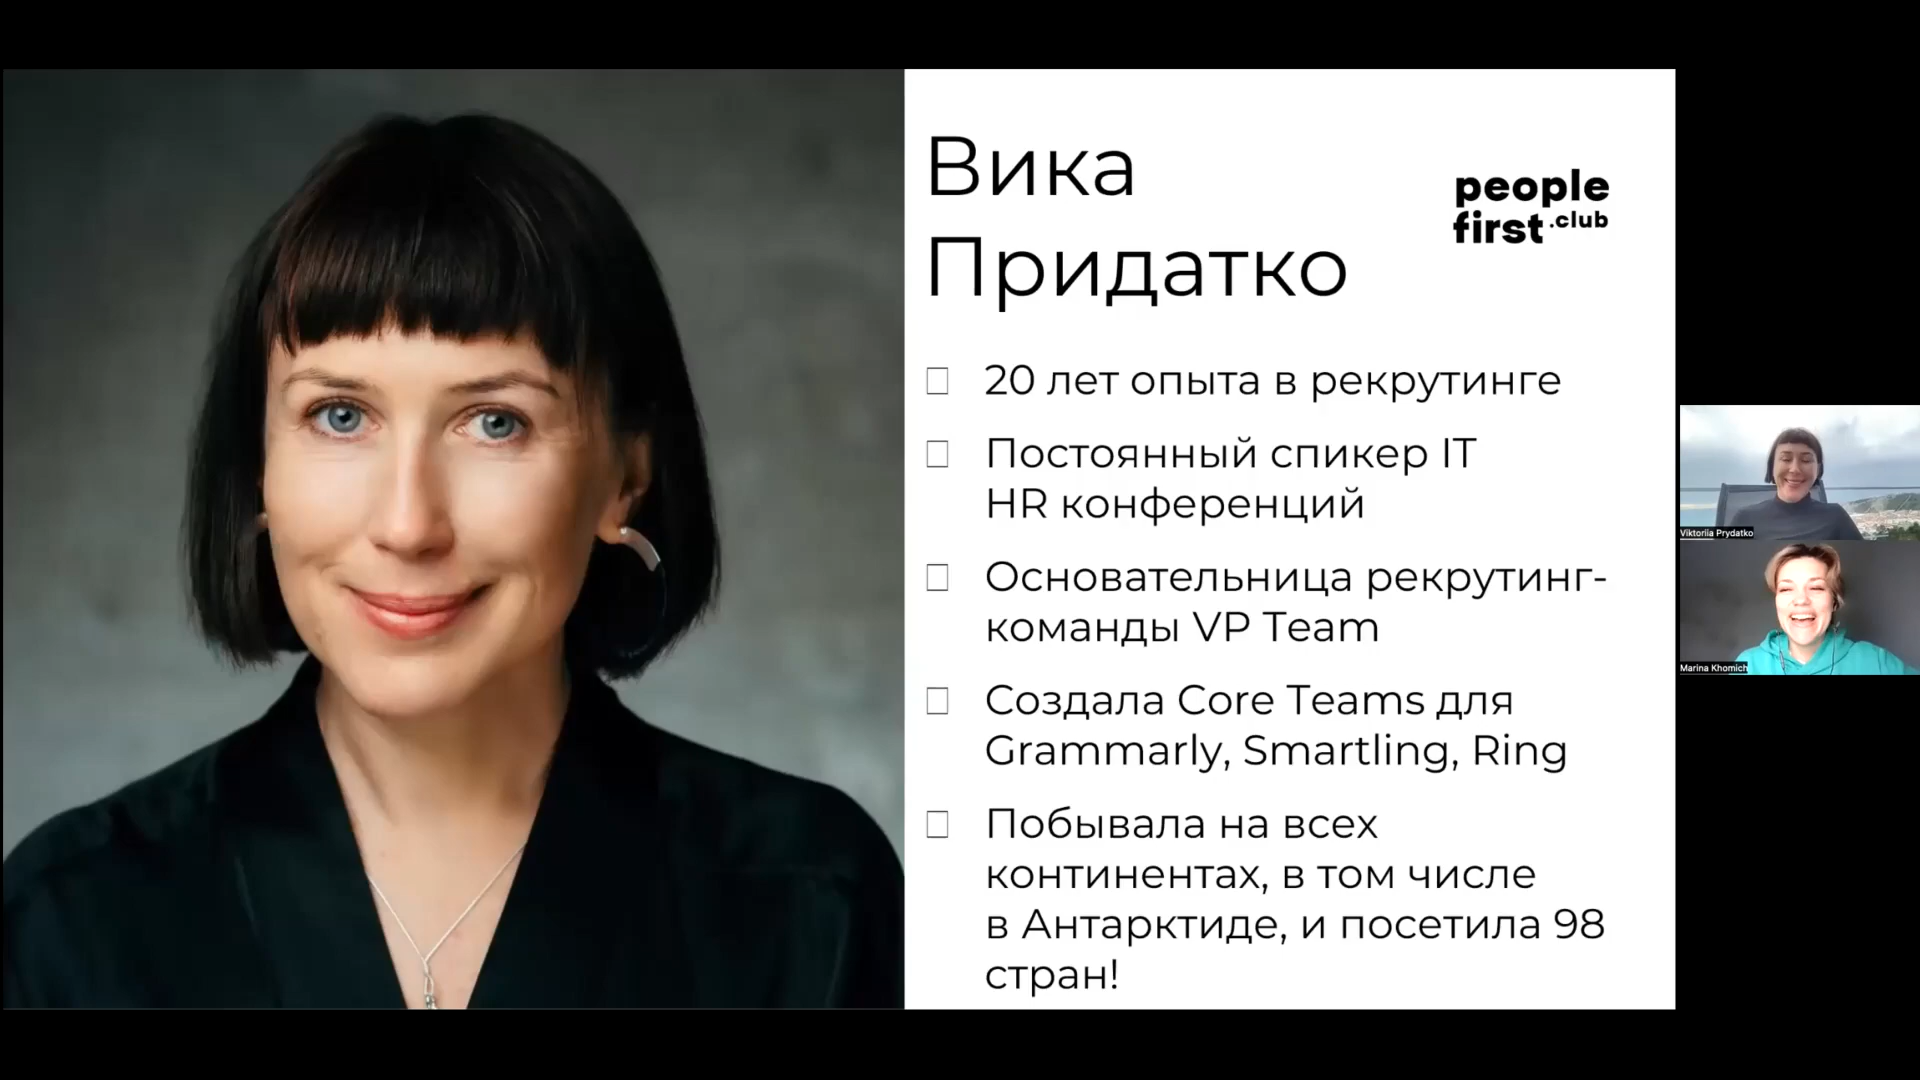 Вика
Придатко
people
first.club
20 лет опыта в рекрутинге
Постоянный спикер IT
HR конференций
Основательница рекрутинг-
команды VP Team
Создала Core Teams для
Grammarly, Smartling, Ring
Побывала на всех
континентах, в том числе
в Антарктиде, и посетила 98
стран!
Viktoriia Prydatko
Marina Khomich